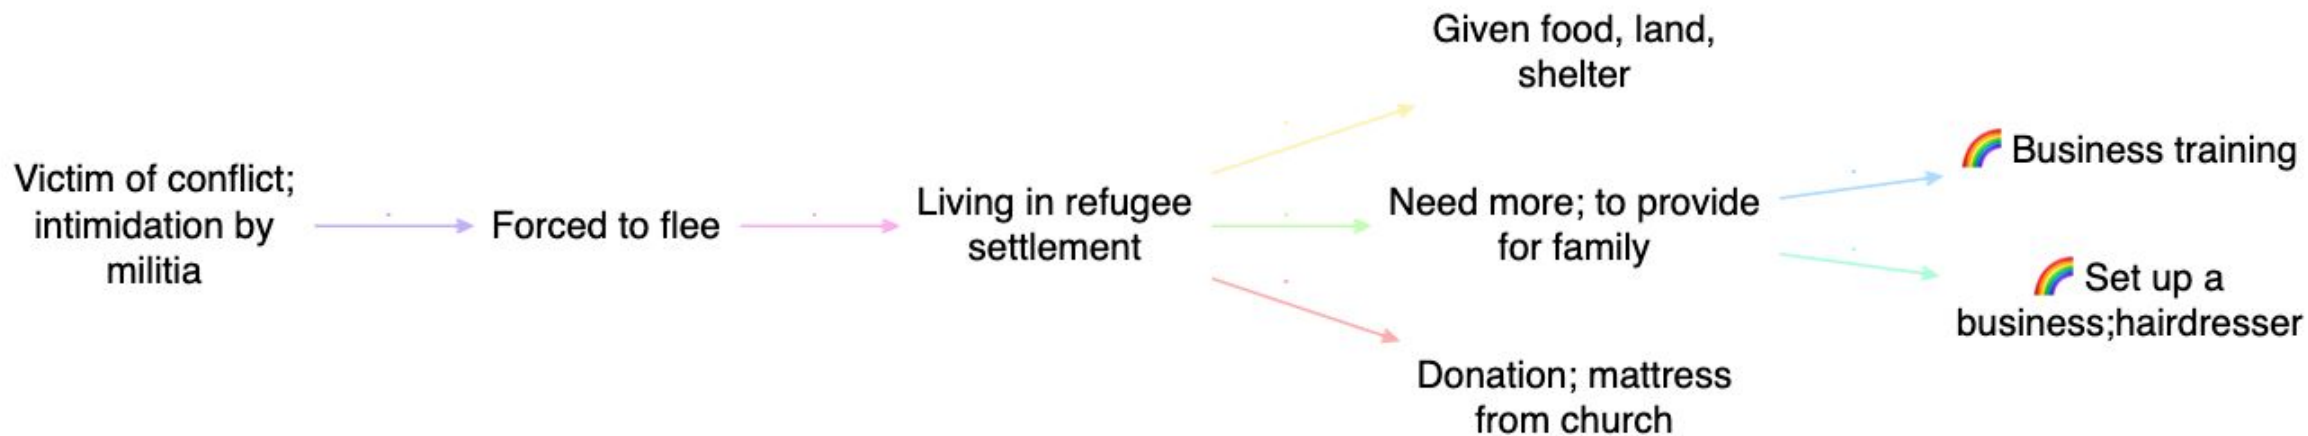 Victim of conflict;
intimidation by
militia
Forced to flee
Living in refugee
settlement
Given food, land,
shelter
Need more; to provide
for family
Donation; mattress
from church
🌈 Business training
🌈 Set up a
business;hairdresser